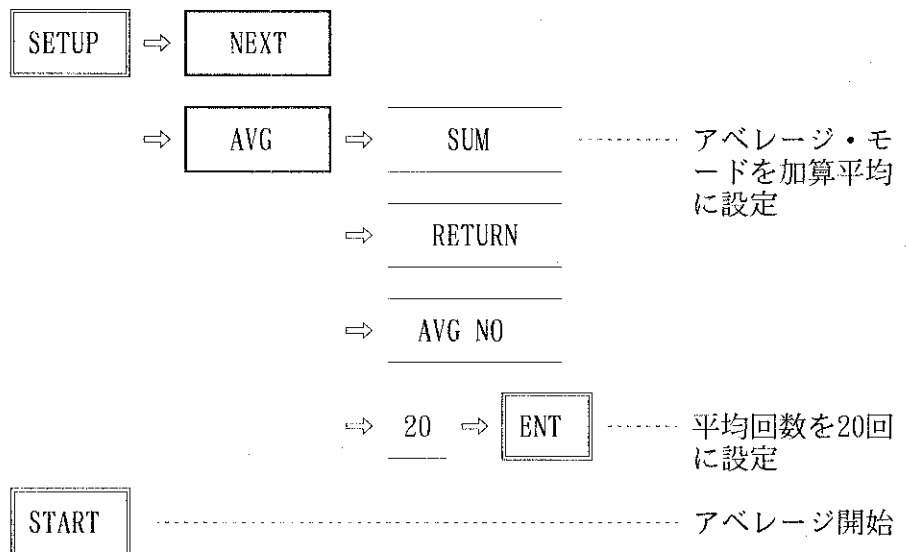 SETUP ⇨ NEXT
⇨ AVG ⇨ SUM アベレージ・モ
ードを加算平均
に設定
⇨ RETURN
⇨ AVG NO
⇨ 20 ⇨ ENT 平均回数を20回
に設定
START アベレージ開始